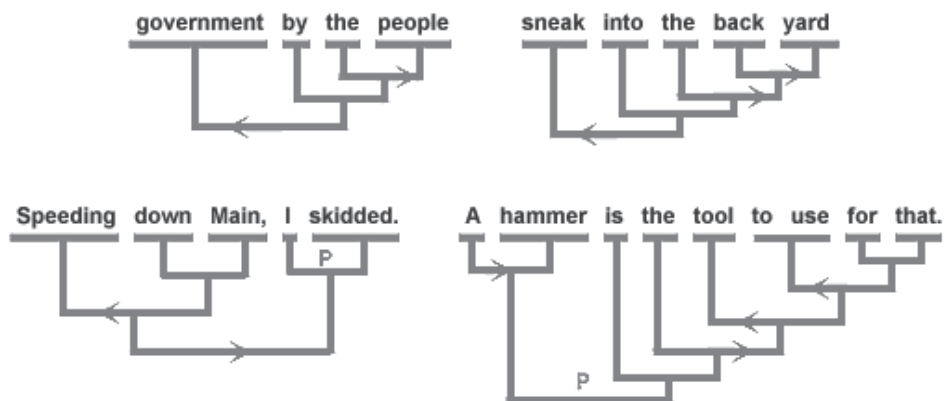 government by the people
sneak into the back yard
Speeding down Main, I skidded.
A hammer is the tool to use for that.
P
P